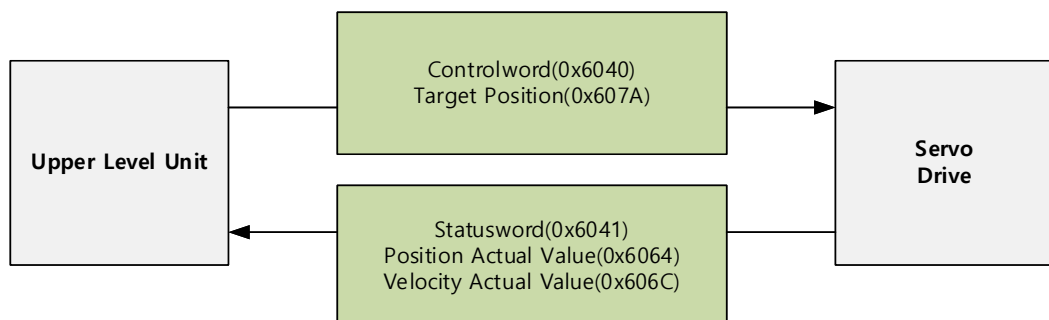 Upper Level Unit
Controlword(0x6040)
Target Position(0x607A)
Statusword(0x6041)
Position Actual Value(0x6064)
Velocity Actual Value(0x606C)
Servo
Drive